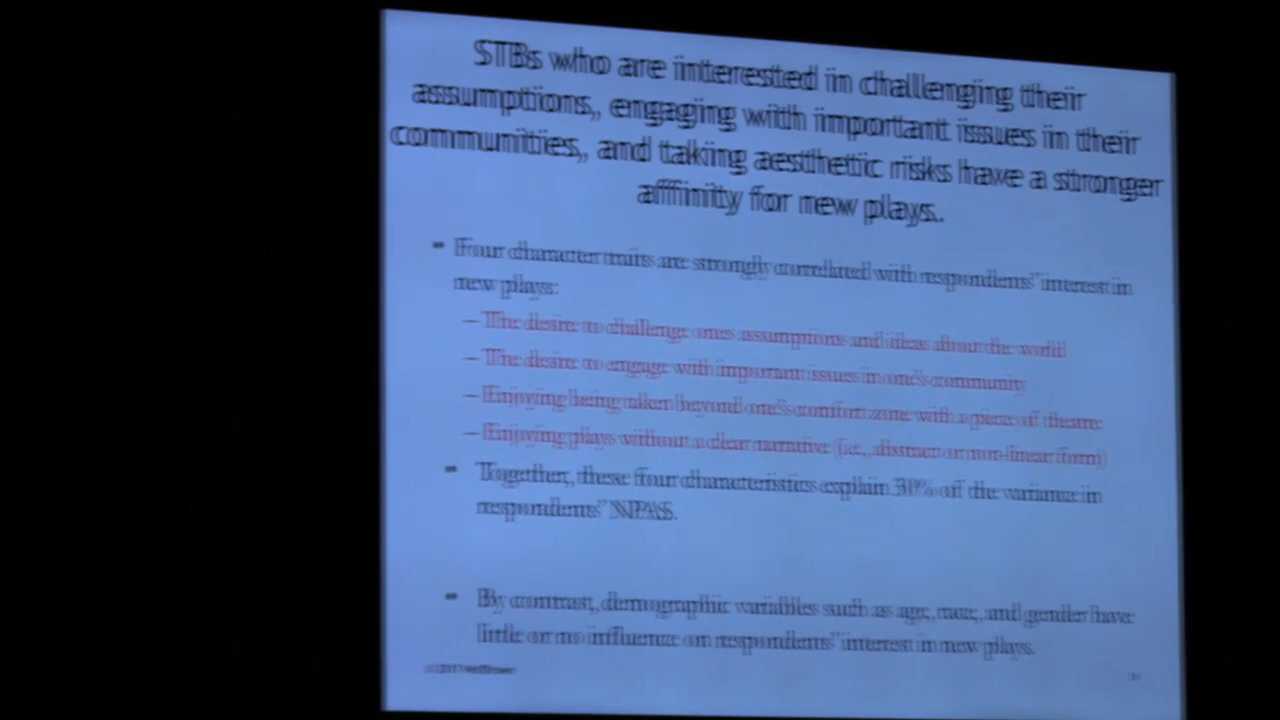 STBs who are interested in challenging their
assumptions, engaging with important issues in their
communities, and taking aesthetic risks have a stronger
affinity for new plays.
• Four character traits are strongly correlated with respondents' interest in
new plays:
– The desire to challenge ones assumptions and ideas about the world
– The desire to engage with important issues in one's community
– Enjoying being taken beyond one's comfort zone with a piece of theatre
– Enjoying plays without a clear narrative (i.e., abstract or non-linear form)
• Together, these four characteristics explain of the variance in
respondents' NPAS.
• By contrast, demographic variables such as age, race, and gender have
little or no influence on respondents' interest in new plays.
© 2017 WolfBrown